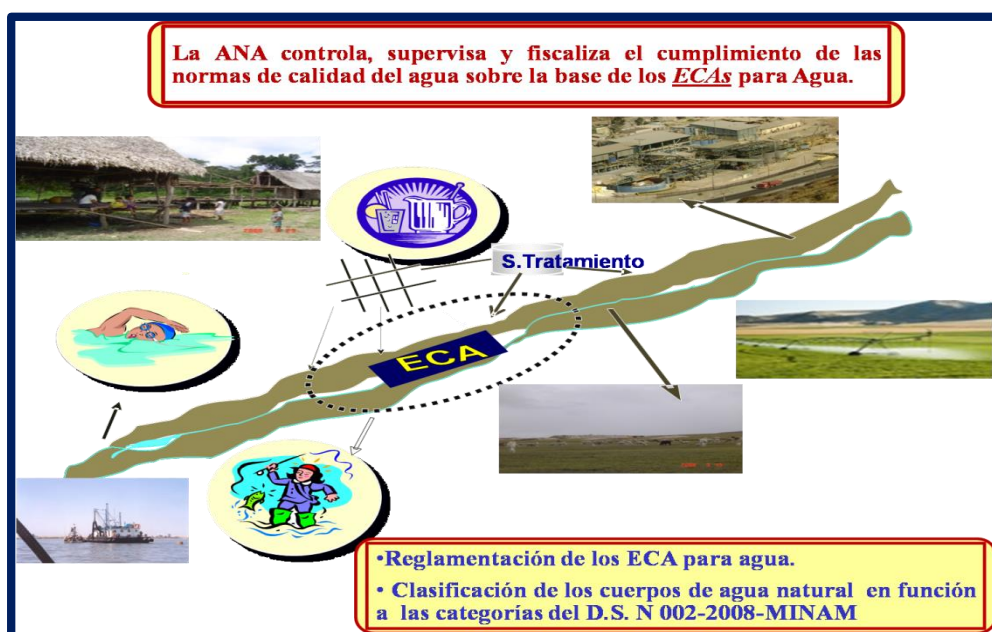 La ANA controla, supervisa y fiscaliza el cumplimiento de las
normas de calidad del agua sobre la base de los ECAs para Agua.
S.Tratamiento
ECA
•Reglamentación de los ECA para agua.
• Clasificación de los cuerpos de agua natural en función
a las categorías del D.S. N 002-2008-MINAM